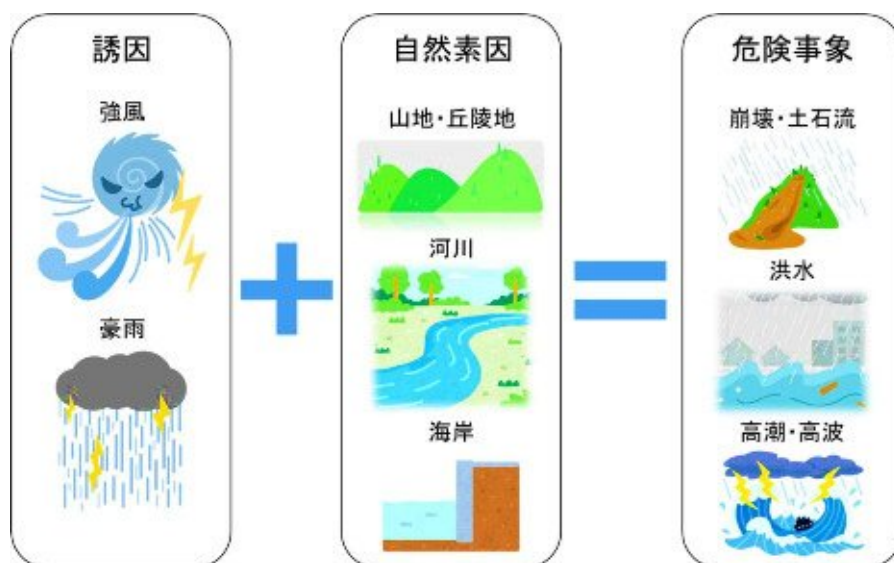 誘因
強風
豪雨
自然素因
山地・丘陵地
河川
海岸
危険事象
崩壊・土石流
洪水
高潮・高波